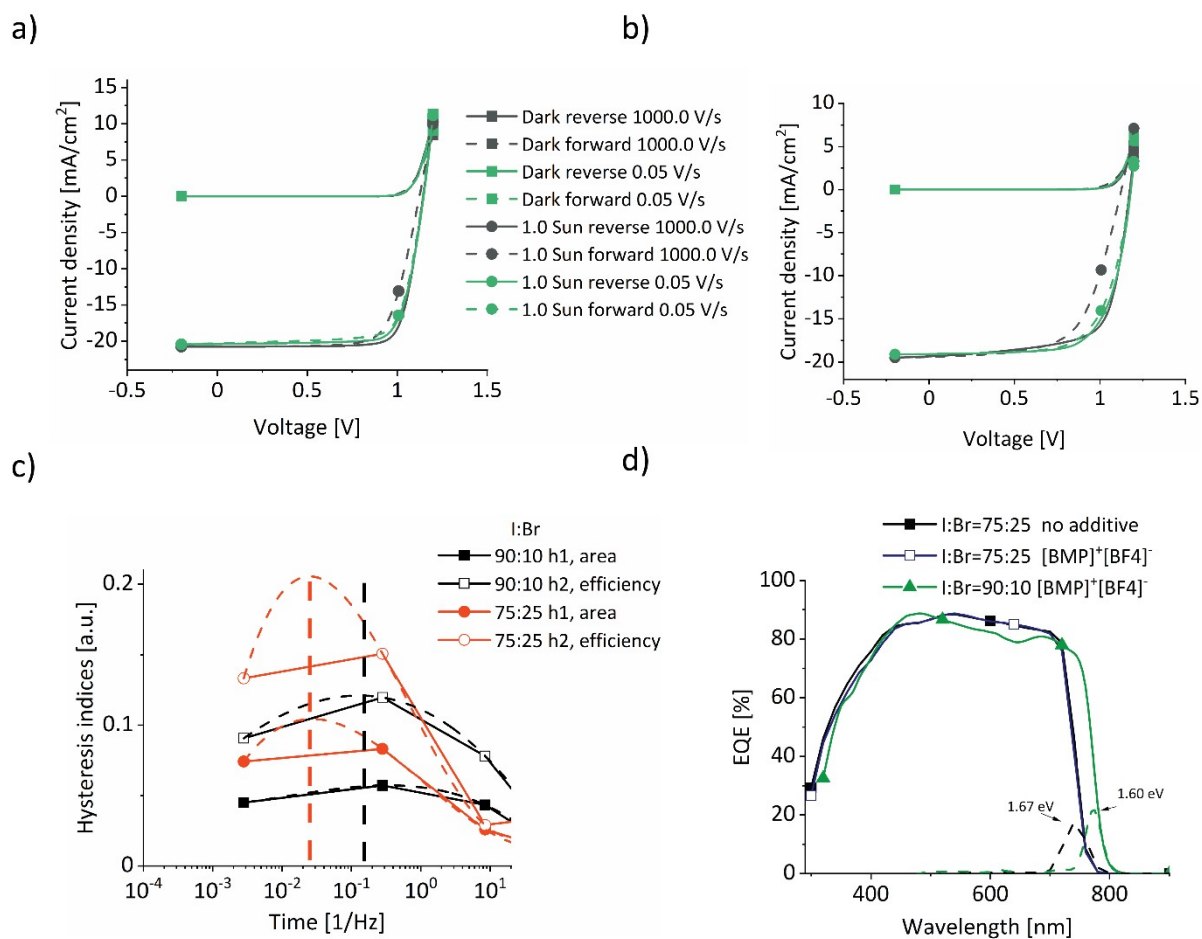 a)
15
10
5
0
-5
-10
-15
-20
Current density [mA/cm²]
-0.5
0
0.5
1
1.5
Voltage [V]
Dark reverse 1000.0 V/s
Dark forward 1000.0 V/s
Dark reverse 0.05 V/s
Dark forward 0.05 V/s
1.0 Sun reverse 1000.0 V/s
1.0 Sun forward 1000.0 V/s
1.0 Sun reverse 0.05 V/s
1.0 Sun forward 0.05 V/s
b)
10
5
0
-5
-10
-15
-20
Current density [mA/cm²]
-0.5
0
0.5
1
1.5
Voltage [V]
c)
I:Br
90:10 h1, area
90:10 h2, efficiency
75:25 h1, area
75:25 h2, efficiency
0.2
0.1
0
Hysteresis indices [a.u.]
10⁻⁴
10⁻³
10⁻²
10⁻¹
10⁰
10¹
Time [1/Hz]
d)
I:Br=75:25 no additive
I:Br=75:25 [BMP]⁺[BF4]⁻
I:Br=90:10 [BMP]⁺[BF4]⁻
100
80
60
40
20
0
EQE [%]
1.67 eV
1.60 eV
400
600
800
Wavelength [nm]